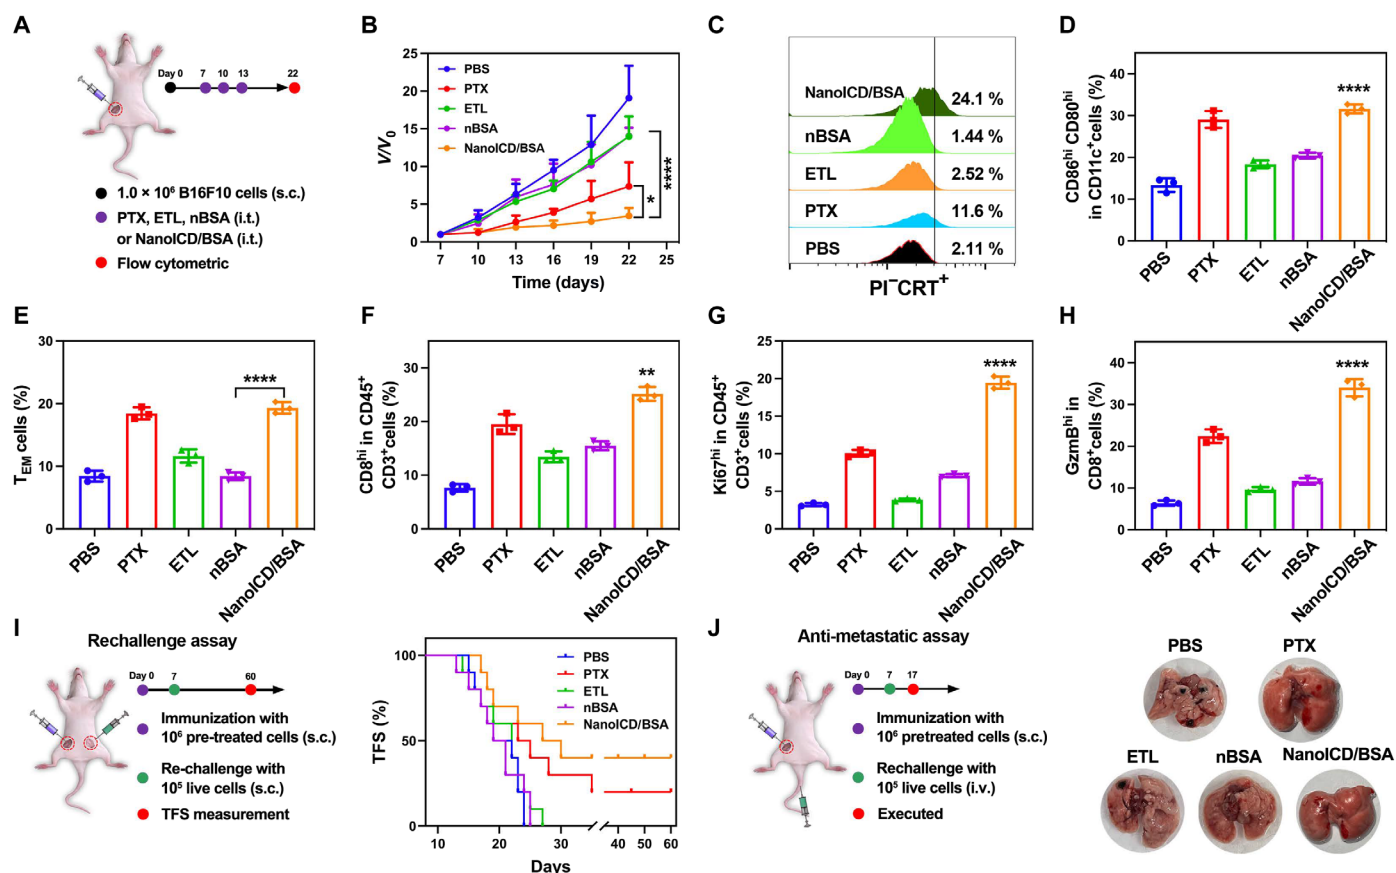 A
Day 0 7 10 13 22
1.0 × 10⁶ B16F10 cells (s.c.)
PTX, ETL, nBSA (i.t.)
or NanoICD/BSA (i.t.)
Flow cytometric
B
25
20
15
10
5
0
V/V₀
PBS
PTX
ETL
nBSA
NanoICD/BSA
****
*
7 10 13 16 19 22 25
Time (days)
C
NanoICD/BSA 24.1 %
nBSA 1.44 %
ETL 2.52 %
PTX 11.6 %
PBS 2.11 %
PI⁻CRT⁺
D
CD86ʰⁱ CD80ʰⁱ
in CD11c⁺cells (%)
40
30
20
10
0
****
PBS PTX ETL nBSA NanoICD/BSA
E
T_EM cells (%)
30
20
10
0
****
PBS PTX ETL nBSA NanoICD/BSA
F
CD8ʰⁱ in CD45⁺
CD3⁺cells (%)
30
20
10
0
**
PBS PTX ETL nBSA NanoICD/BSA
G
Ki67ʰⁱ in CD45⁺
CD3⁺cells (%)
25
20
15
10
5
0
****
PBS PTX ETL nBSA NanoICD/BSA
H
GzmBʰⁱ in
CD8⁺cells (%)
40
30
20
10
0
****
PBS PTX ETL nBSA NanoICD/BSA
I
Rechallenge assay
Day 0 7 60
Immunization with
10⁶ pre-treated cells (s.c.)
Re-challenge with
10⁵ live cells (s.c.)
TFS measurement
TFS (%)
100
50
0
PBS
PTX
ETL
nBSA
NanoICD/BSA
10 20 30 40 50 60
Days
J
Anti-metastatic assay
Day 0 7 17
Immunization with
10⁶ pretreated cells (s.c.)
Rechallenge with
10⁵ live cells (i.v.)
Executed
PBS PTX
ETL nBSA NanoICD/BSA